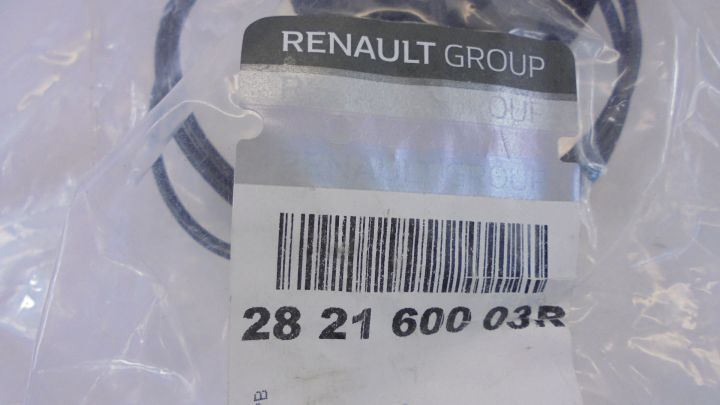 RENAULT GROUP
28 21 600 03R